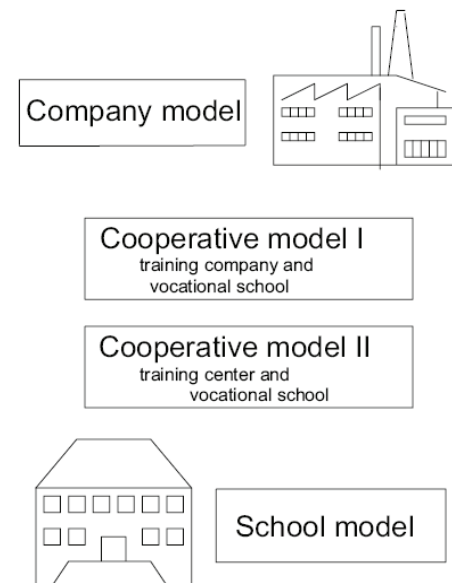 Company model
Cooperative model I
training company and
vocational school
Cooperative model II
training center and
vocational school
School model